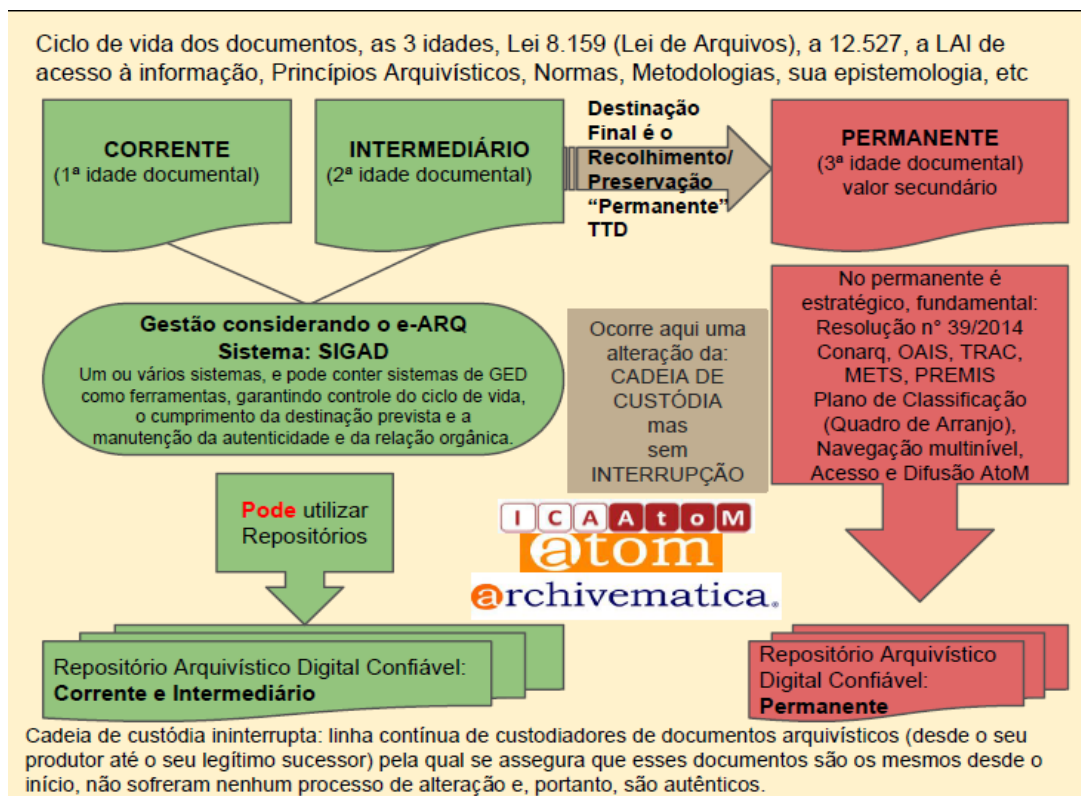 Ciclo de vida dos documentos, as 3 idades, Lei 8.159 (Lei de Arquivos), a 12.527, a LAI de
acesso à informação, Princípios Arquivísticos, Normas, Metodologias, sua epistemologia, etc
CORRENTE
(1ª idade documental)
INTERMEDIÁRIO
(2ª idade documental)
Destinação
Final é o
Recolhimento/
Preservação
“Permanente”
TTD
PERMANENTE
(3ª idade documental)
valor secundário
Gestão considerando o e-ARQ
Sistema: SIGAD
Um ou vários sistemas, e pode conter sistemas de GED
como ferramentas, garantindo controle do ciclo de vida,
o cumprimento da destinação prevista e a
manutenção da autenticidade e da relação orgânica.
Ocorre aqui uma
alteração da:
CADEIA DE
CUSTÓDIA
mas
sem
INTERRUPÇÃO
No permanente é
estratégico, fundamental:
Resolução n° 39/2014
Conarq, OAIS, TRAC,
METS, PREMIS
Plano de Classificação
(Quadro de Arranjo),
Navegação multinível,
Acesso e Difusão AtoM
Pode utilizar
Repositórios
ICAAtoM
atom
archivematica®
Repositório Arquivístico Digital Confiável:
Corrente e Intermediário
Repositório Arquivístico
Digital Confiável:
Permanente
Cadeia de custódia ininterrupta: linha contínua de custodiadores de documentos arquivísticos (desde o seu
produtor até o seu legítimo sucessor) pela qual se assegura que esses documentos são os mesmos desde o
início, não sofreram nenhum processo de alteração e, portanto, são autênticos.